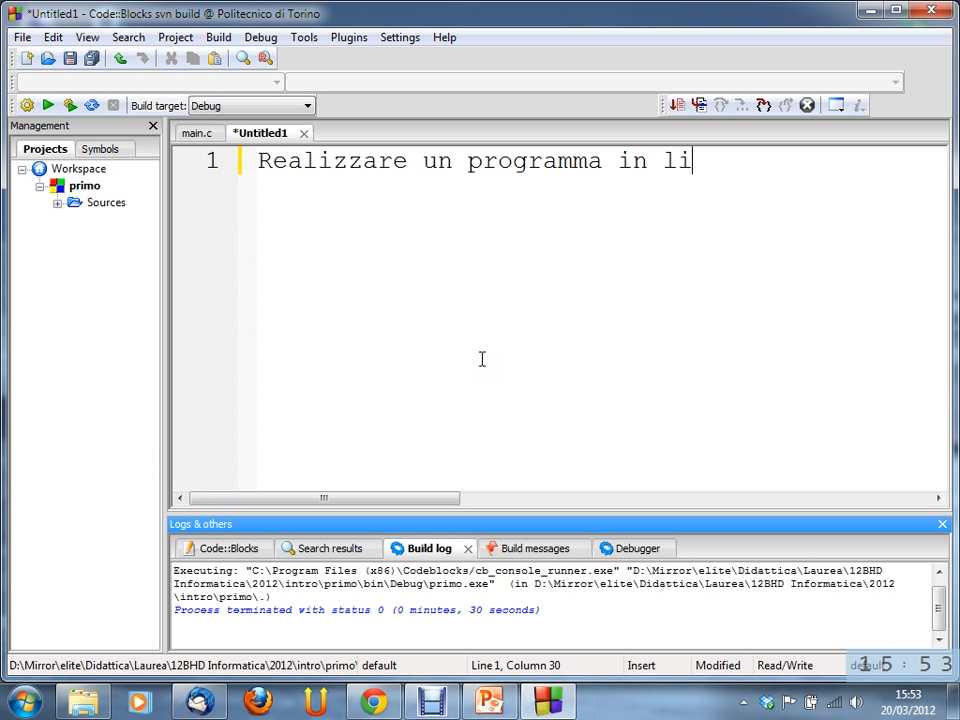 *Untitled1 - Code::Blocks svn build @ Politecnico di Torino
File Edit View Search Project Build Debug Tools Plugins Settings Help
Build target: Debug
Management
main.c *Untitled1
Projects Symbols
1 Realizzare un programma in li
Workspace
primo
Sources
Logs & others
Code::Blocks Search results Build log Build messages Debugger
Executing: "C:\Program Files (x86)\Codeblocks/cb_console_runner.exe" "D:\Mirror\elite\Didattica\Laurea\12BHD
Informatica\2012\intro\primo\bin\Debug\primo.exe" (in D:\Mirror\elite\Didattica\Laurea\12BHD Informatica\2012
\intro\primo\.)
Process terminated with status 0 (0 minutes, 30 seconds)
D:\Mirror\elite\Didattica\Laurea\12BHD Informatica\2012\intro\primo\ default Line 1, Column 30 Insert Modified Read/Write default
15:53
15:53
20/03/2012